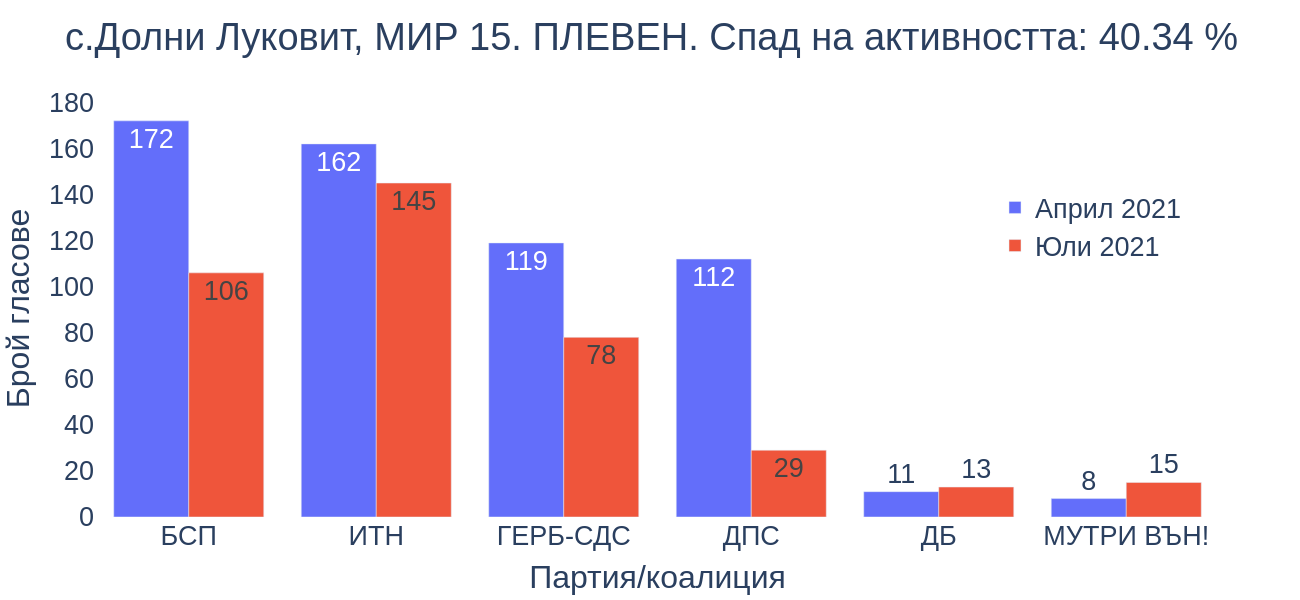 с.Долни Луковит, МИР 15. ПЛЕВЕН. Спад на активността: 40.34 %
Брой гласове
180
160
140
120
100
80
60
40
20
0
172
106
162
145
119
78
112
29
11
13
8
15
Април 2021
Юли 2021
БСП
ИТН
ГЕРБ-СДС
ДПС
ДБ
МУТРИ ВЪН!
Партия/коалиция